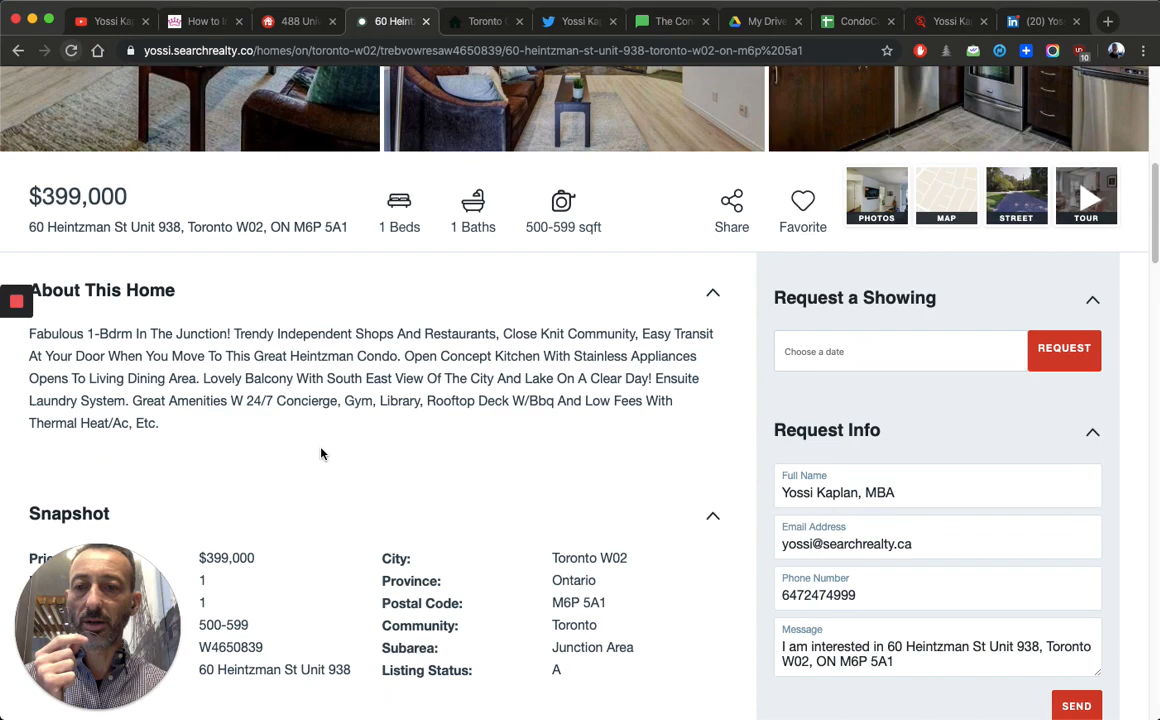 Yossi Ka
How to I
488 Uni
60 Heint
Toronto
Yossi Ka
The Con
My Drive
CondoCa
Yossi Ka
(20) Yos
yossi.searchrealty.co/homes/on/toronto-w02/trebvowresaw4650839/60-heintzman-st-unit-938-toronto-w02-on-m6p%205a1
10
$399,000
60 Heintzman St Unit 938, Toronto W02, ON M6P 5A1
1 Beds
1 Baths
500-599 sqft
Share
Favorite
PHOTOS
MAP
STREET
TOUR
About This Home
Fabulous 1-Bdrm In The Junction! Trendy Independent Shops And Restaurants, Close Knit Community, Easy Transit
At Your Door When You Move To This Great Heintzman Condo. Open Concept Kitchen With Stainless Appliances
Opens To Living Dining Area. Lovely Balcony With South East View Of The City And Lake On A Clear Day! Ensuite
Laundry System. Great Amenities W 24/7 Concierge, Gym, Library, Rooftop Deck W/Bbq And Low Fees With
Thermal Heat/Ac, Etc.
Snapshot
$399,000 City: Toronto W02
1 Province: Ontario
1 Postal Code: M6P 5A1
500-599 Community: Toronto
W4650839 Subarea: Junction Area
60 Heintzman St Unit 938 Listing Status: A
Request a Showing
Choose a date
REQUEST
Request Info
Full Name
Yossi Kaplan, MBA
Email Address
yossi@searchrealty.ca
Phone Number
6472474999
Message
I am interested in 60 Heintzman St Unit 938, Toronto
W02, ON M6P 5A1
SEND